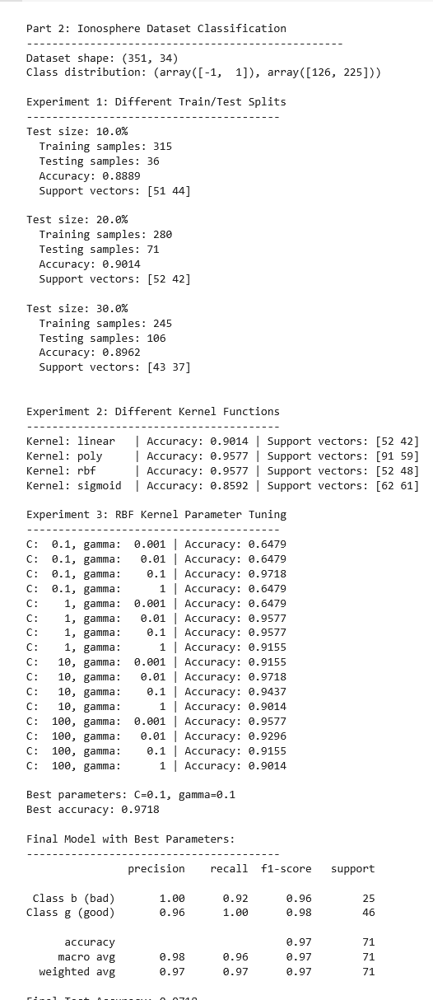 Part 2: Ionosphere Dataset Classification
--------------------------------------------------
Dataset shape: (351, 34)
Class distribution: (array([-1,  1]), array([126, 225]))

Experiment 1: Different Train/Test Splits
----------------------------------------
Test size: 10.0%
  Training samples: 315
  Testing samples: 36
  Accuracy: 0.8889
  Support vectors: [51 44]

Test size: 20.0%
  Training samples: 280
  Testing samples: 71
  Accuracy: 0.9014
  Support vectors: [52 42]

Test size: 30.0%
  Training samples: 245
  Testing samples: 106
  Accuracy: 0.8962
  Support vectors: [43 37]

Experiment 2: Different Kernel Functions
----------------------------------------
Kernel: linear   | Accuracy: 0.9014 | Support vectors: [52 42]
Kernel: poly     | Accuracy: 0.9577 | Support vectors: [91 59]
Kernel: rbf      | Accuracy: 0.9577 | Support vectors: [52 48]
Kernel: sigmoid  | Accuracy: 0.8592 | Support vectors: [62 61]

Experiment 3: RBF Kernel Parameter Tuning
----------------------------------------
C:  0.1, gamma:  0.001 | Accuracy: 0.6479
C:  0.1, gamma:   0.01 | Accuracy: 0.6479
C:  0.1, gamma:    0.1 | Accuracy: 0.9718
C:  0.1, gamma:      1 | Accuracy: 0.6479
C:    1, gamma:  0.001 | Accuracy: 0.6479
C:    1, gamma:   0.01 | Accuracy: 0.9577
C:    1, gamma:    0.1 | Accuracy: 0.9577
C:    1, gamma:      1 | Accuracy: 0.9155
C:   10, gamma:  0.001 | Accuracy: 0.9155
C:   10, gamma:   0.01 | Accuracy: 0.9718
C:   10, gamma:    0.1 | Accuracy: 0.9437
C:   10, gamma:      1 | Accuracy: 0.9014
C:  100, gamma:  0.001 | Accuracy: 0.9577
C:  100, gamma:   0.01 | Accuracy: 0.9296
C:  100, gamma:    0.1 | Accuracy: 0.9155
C:  100, gamma:      1 | Accuracy: 0.9014

Best parameters: C=0.1, gamma=0.1
Best accuracy: 0.9718

Final Model with Best Parameters:
----------------------------------------
                precision    recall  f1-score   support

 Class b (bad)       1.00      0.92      0.96        25
Class g (good)       0.96      1.00      0.98        46

      accuracy                           0.97        71
     macro avg       0.98      0.96      0.97        71
  weighted avg       0.97      0.97      0.97        71

Final Test Accuracy: 0.9718